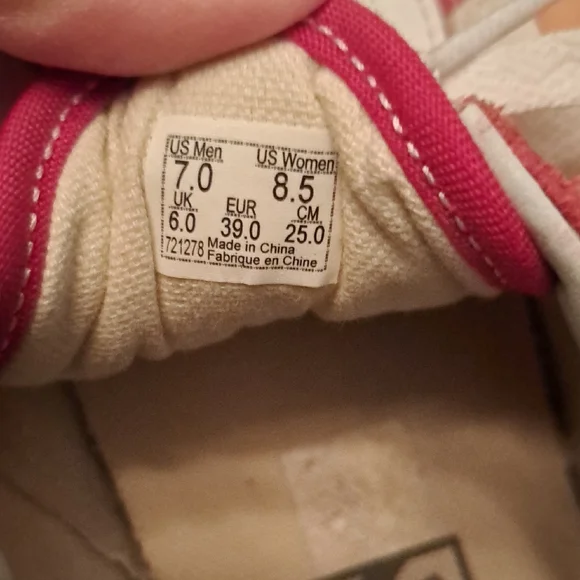 US Men US Women
7.0 8.5
UK EUR CM
6.0 39.0 25.0
721278 Made in China
Fabrique en Chine